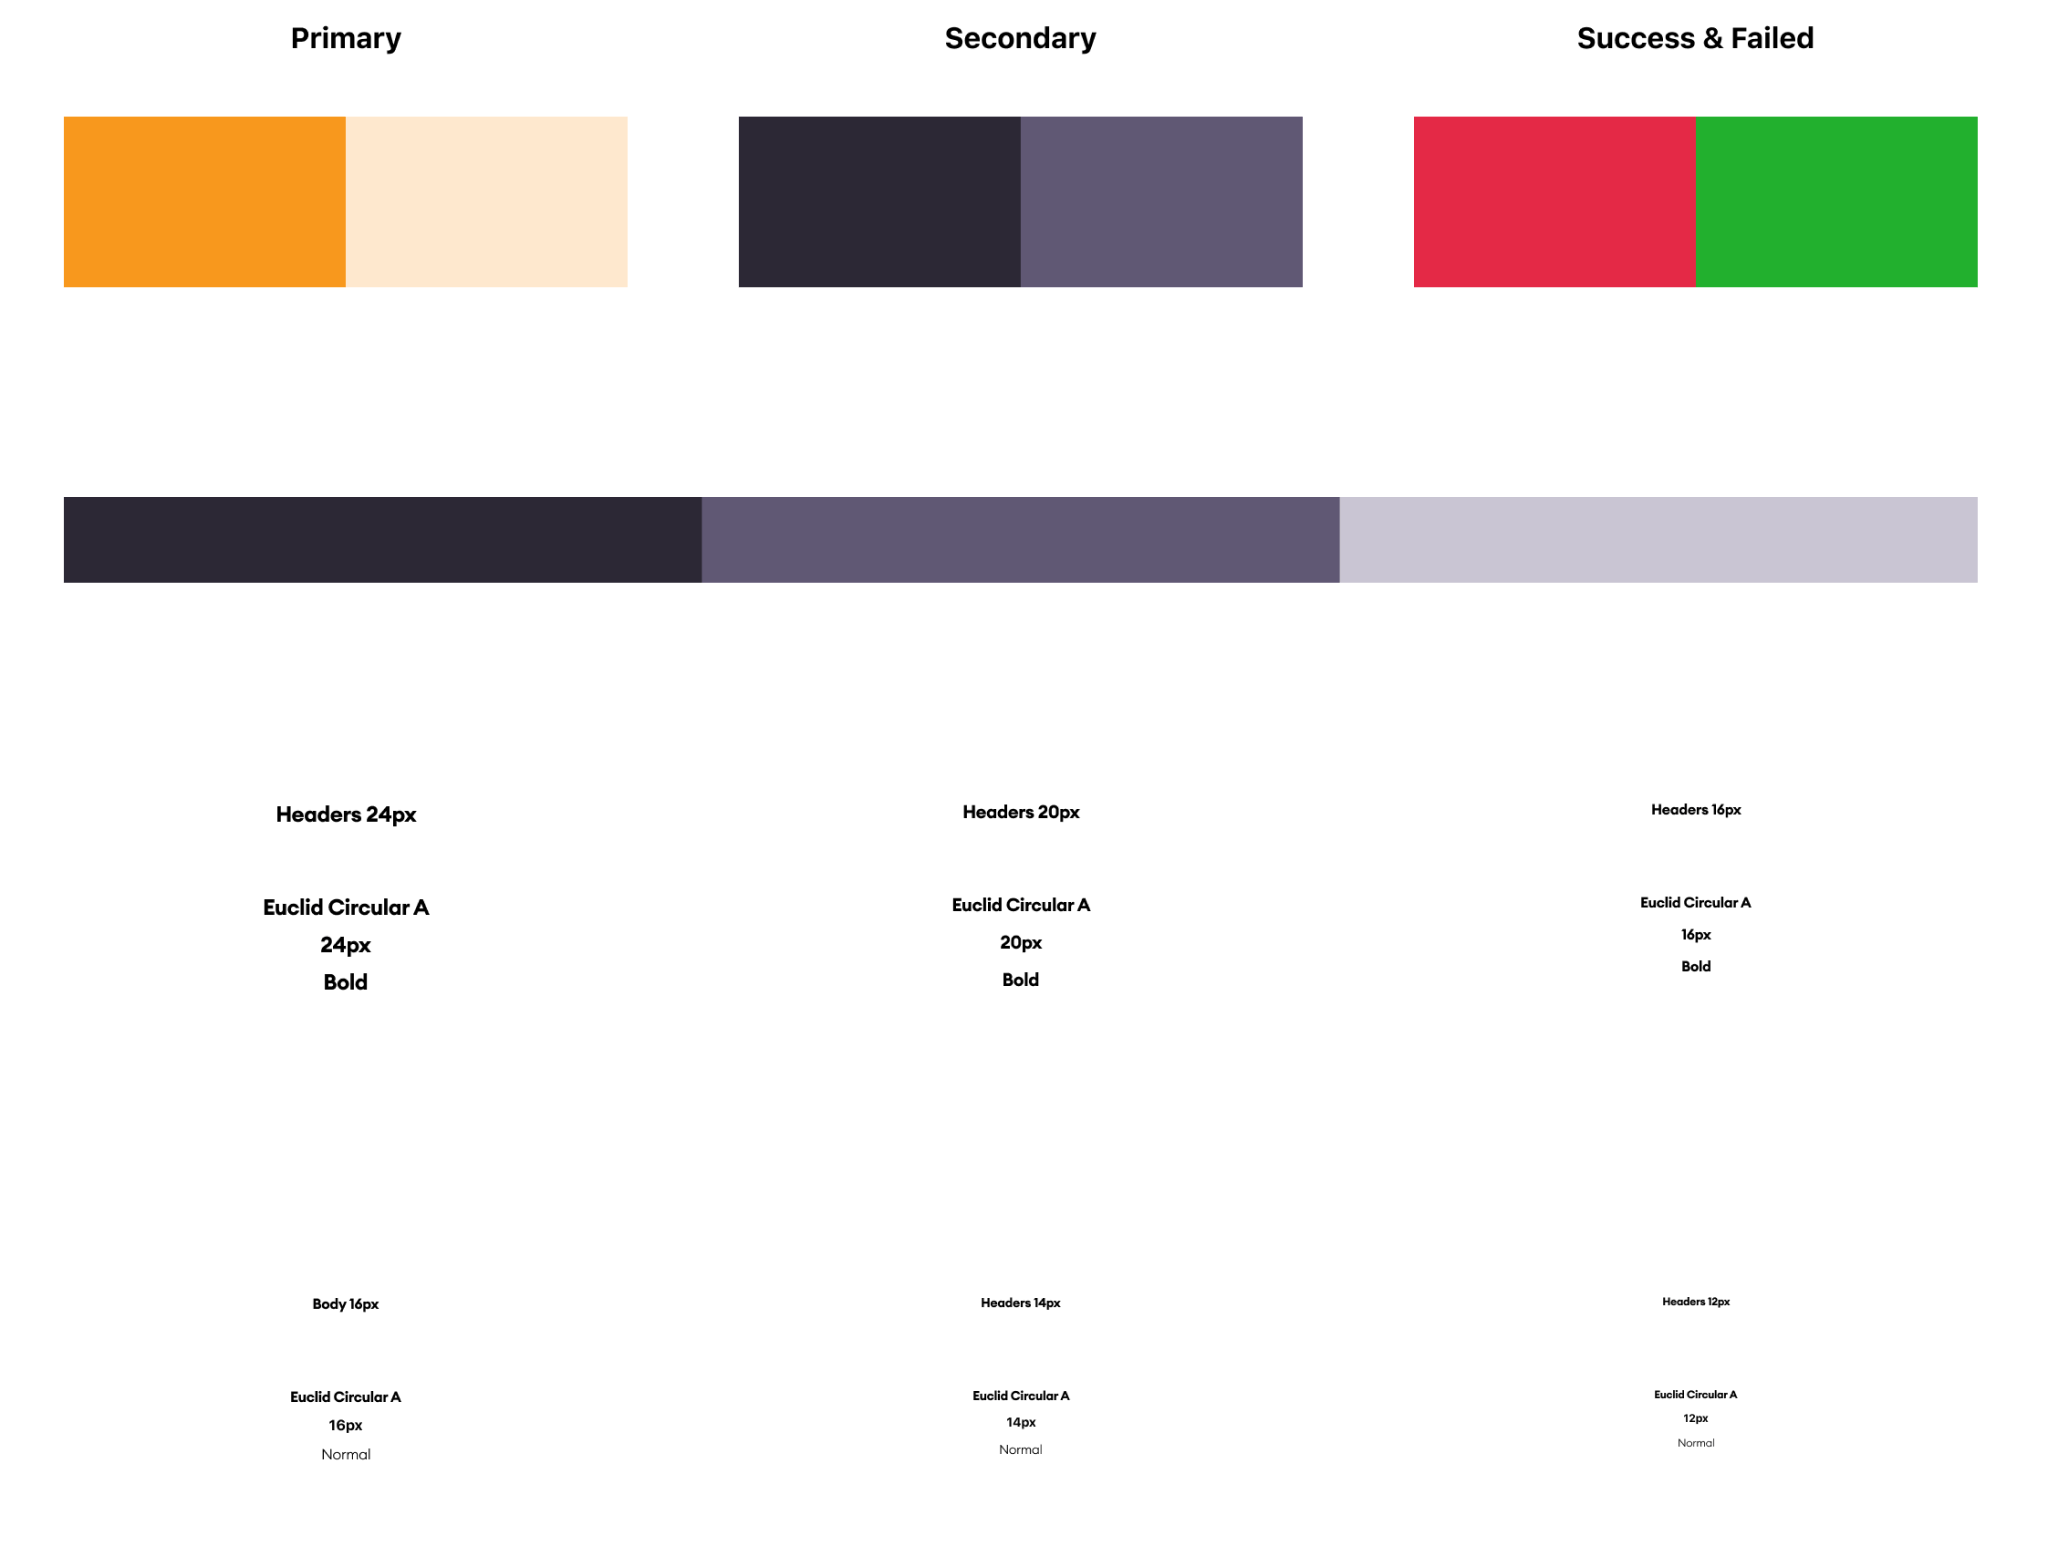 Primary
Secondary
Success & Failed
Headers 24px
Headers 20px
Headers 16px
Euclid Circular A
24px
Bold
Euclid Circular A
20px
Bold
Euclid Circular A
16px
Bold
Body 16px
Headers 14px
Headers 12px
Euclid Circular A
16px
Normal
Euclid Circular A
14px
Normal
Euclid Circular A
12px
Normal